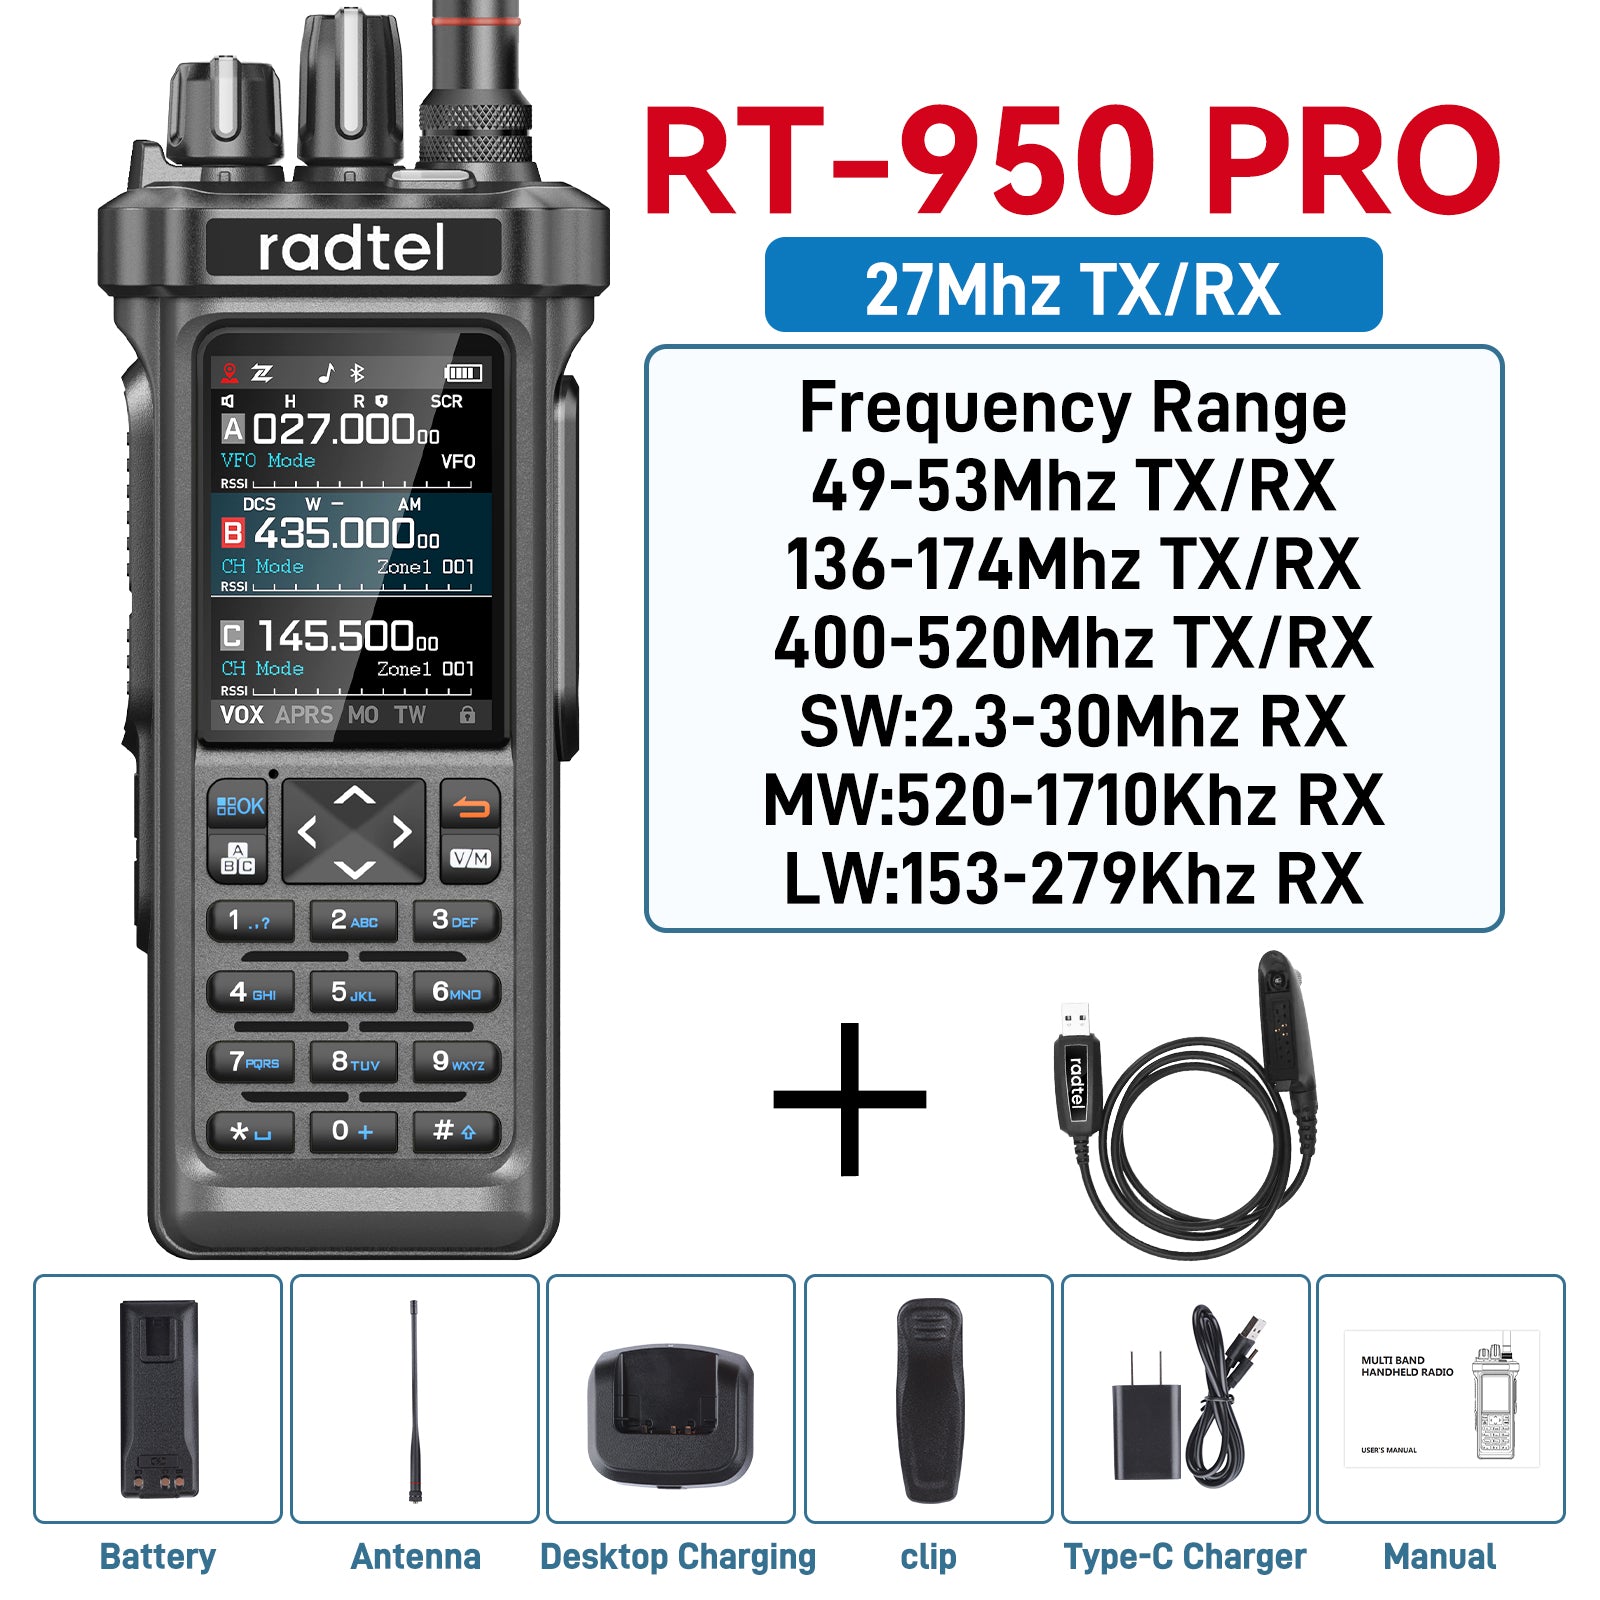 RT-950 PRO
27Mhz TX/RX
Frequency Range
49-53Mhz TX/RX
136-174Mhz TX/RX
400-520Mhz TX/RX
SW:2.3-30Mhz RX
MW:520-1710Khz RX
LW:153-279Khz RX
radtel
H R SCR
A 027.00000
VFO Mode VFO
RSSI
DCS W – AM
B 435.00000
CH Mode Zone1 001
RSSI
C 145.50000
CH Mode Zone1 001
RSSI
VOX APRS MO TW
OK
A
B C
V/M
1 .,? 2 ABC 3 DEF
4 GHI 5 JKL 6 MNO
7 PQRS 8 TUV 9 WXYZ
* 0 + #
+
radtel
MULTI BAND
HANDHELD RADIO
USER'S MANUAL
Battery
Antenna
Desktop Charging
clip
Type-C Charger
Manual